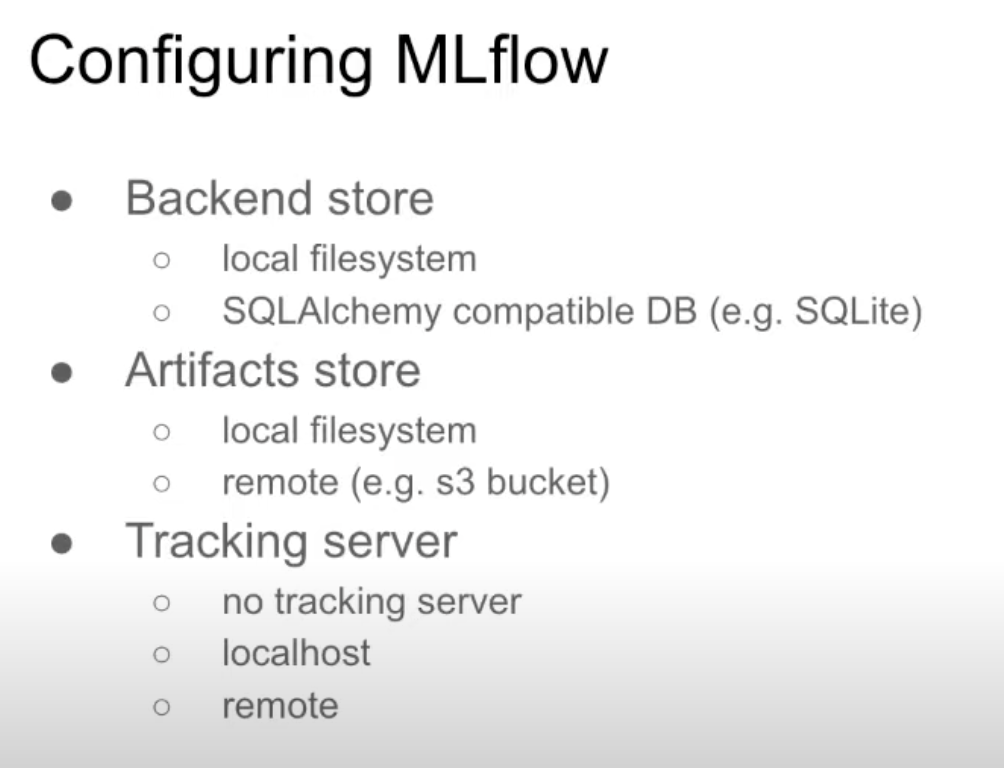 Configuring MLflow
● Backend store
○ local filesystem
○ SQLAlchemy compatible DB (e.g. SQLite)
● Artifacts store
○ local filesystem
○ remote (e.g. s3 bucket)
● Tracking server
○ no tracking server
○ localhost
○ remote